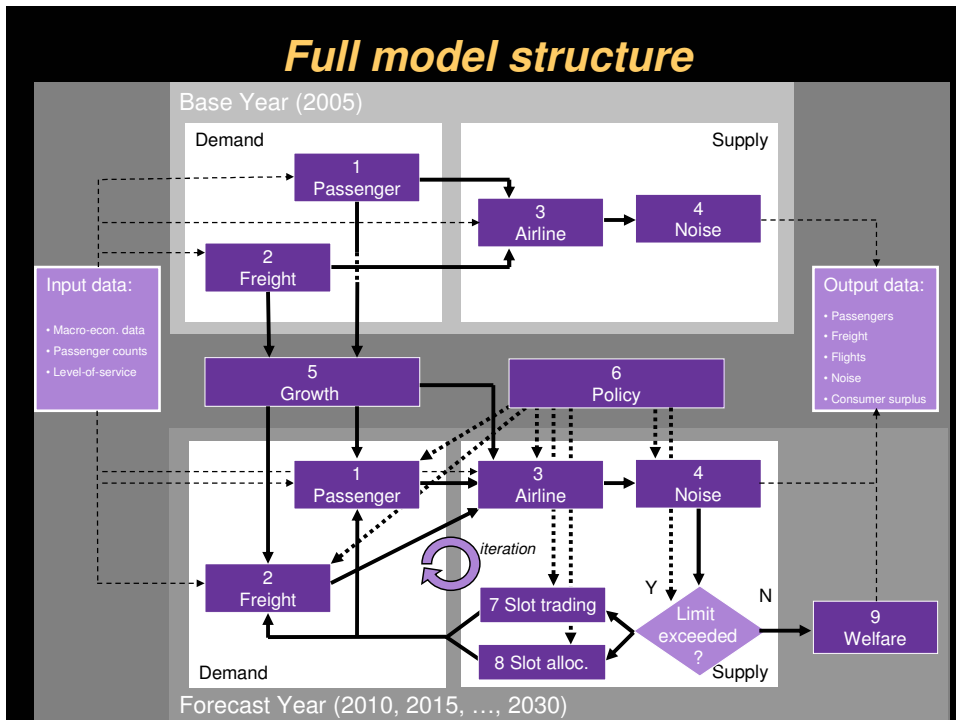 Full model structure
Base Year (2005)
Demand
Supply
1
Passenger
3
Airline
4
Noise
2
Freight
Input data:
• Macro-econ. data
• Passenger counts
• Level-of-service
Output data:
• Passengers
• Freight
• Flights
• Noise
• Consumer surplus
5
Growth
6
Policy
1
Passenger
3
Airline
4
Noise
iteration
2
Freight
7 Slot trading
8 Slot alloc.
Y
N
Limit
exceeded
?
9
Welfare
Demand
Supply
Forecast Year (2010, 2015, …, 2030)